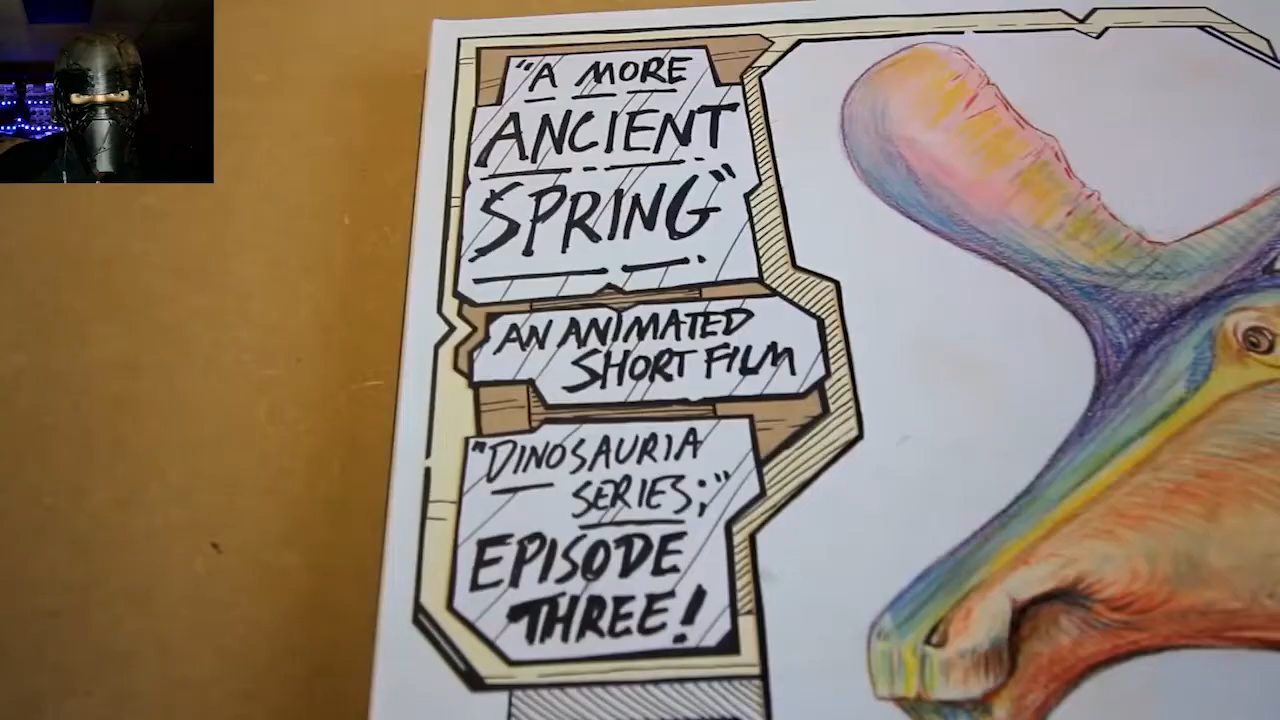 "A MORE
ANCIENT
SPRING"
AN ANIMATED
SHORT FILM
"DINOSAURIA
SERIES;"
EPISODE
THREE!